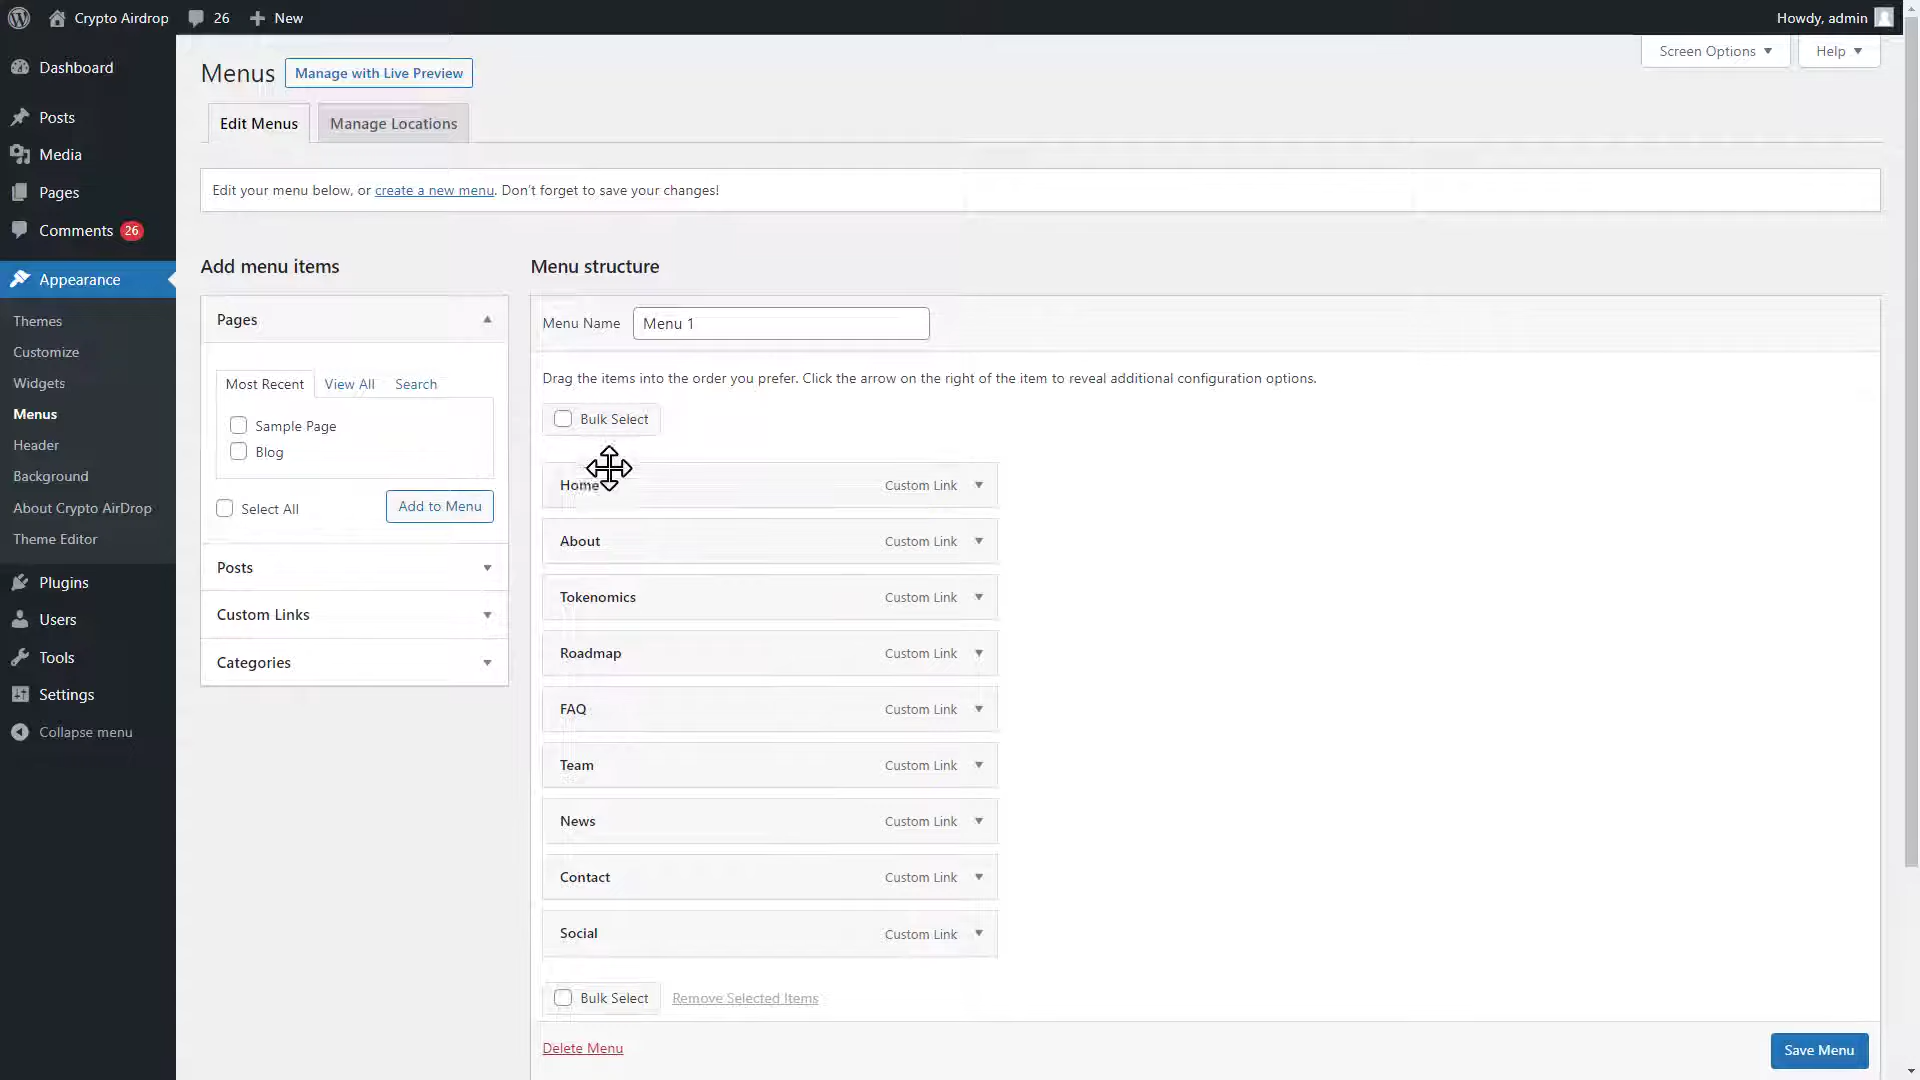 Crypto Airdrop 26 New Howdy, admin
Screen Options Help
Dashboard
Posts
Media
Pages
Comments 26
Appearance
Themes
Customize
Widgets
Menus
Header
Background
About Crypto AirDrop
Theme Editor
Plugins
Users
Tools
Settings
Collapse menu
Menus Manage with Live Preview
Edit Menus Manage Locations
Edit your menu below, or create a new menu. Don’t forget to save your changes!
Add menu items
Pages
Most Recent View All Search
Sample Page
Blog
Select All Add to Menu
Posts
Custom Links
Categories
Menu structure
Menu Name Menu 1
Drag the items into the order you prefer. Click the arrow on the right of the item to reveal additional configuration options.
Bulk Select
Home Custom Link
About Custom Link
Tokenomics Custom Link
Roadmap Custom Link
FAQ Custom Link
Team Custom Link
News Custom Link
Contact Custom Link
Social Custom Link
Bulk Select Remove Selected Items
Delete Menu Save Menu